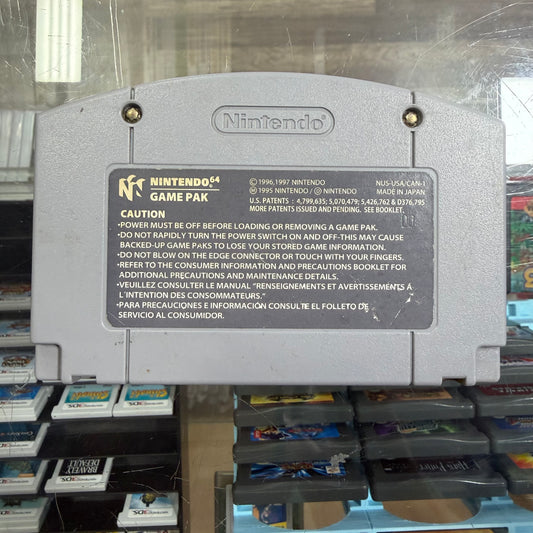 Nintendo
NINTENDO 64
GAME PAK
© 1996,1997 NINTENDO
Ⓜ 1995 NINTENDO / @ NINTENDO
NUS-USA/CAN-1
MADE IN JAPAN
U.S. PATENTS : 4,799,635; 5,070,479; 5,426,762 & D376,795
MORE PATENTS ISSUED AND PENDING. SEE BOOKLET.
CAUTION
•POWER MUST BE OFF BEFORE LOADING OR REMOVING A GAME PAK.
•DO NOT RAPIDLY TURN THE POWER SWITCH ON AND OFF-THIS MAY CAUSE
BACKED-UP GAME PAKS TO LOSE YOUR STORED GAME INFORMATION.
•DO NOT BLOW ON THE EDGE CONNECTOR OR TOUCH WITH YOUR FINGERS.
•REFER TO THE CONSUMER INFORMATION AND PRECAUTIONS BOOKLET FOR
ADDITIONAL PRECAUTIONS AND MAINTENANCE DETAILS.
•VEUILLEZ CONSULTER LE MANUAL "RENSEIGNEMENTS ET AVERTISSEMENTS À
L'INTENTION DES CONSOMMATEURS."
•PARA PRECAUCIONES E INFORMACIÓN CONSULTE EL FOLLETO DE
SERVICIO AL CONSUMIDOR.
BRAVELY
DEFAULT
Harry Potter